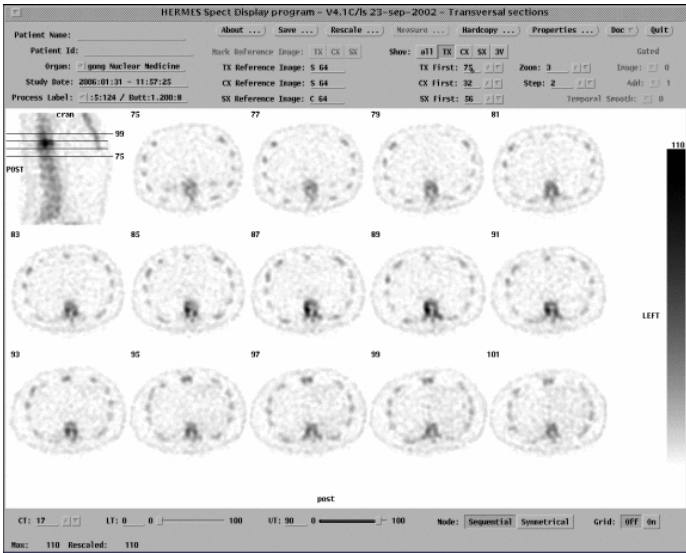 HERMES Spect Display program - V4.1C/ls 23-sep-2002 - Transversal sections
Patient Name:
About ... Save ... Rescale ... Measure ... Hardcopy ... Properties ... Doc Quit
Patient Id:
Mark Reference Image: TX CX SX Show: all TX CX SX 3V Gated
Organ: gong Nuclear Medicine TX Reference Image: S 64 TX First: 75 Zoom: 3 Image: 0
Study Date: 2006:01:31 - 11:57:25 CX Reference Image: S 64 CX First: 32 Step: 2 Add: 1
Process Label: :S:124 / Butt:1.200:0 SX Reference Image: C 64 SX First: 56 Temporal Smooth: 0
cran 75 77 79 81
99
75
POST
110
83 85 87 89 91
LEFT
93 95 97 99 101
post
CT: 17 LT: 0 0 100 UT: 90 0 100 Mode: Sequential Symmetrical Grid: Off On
Max: 110 Rescaled: 110